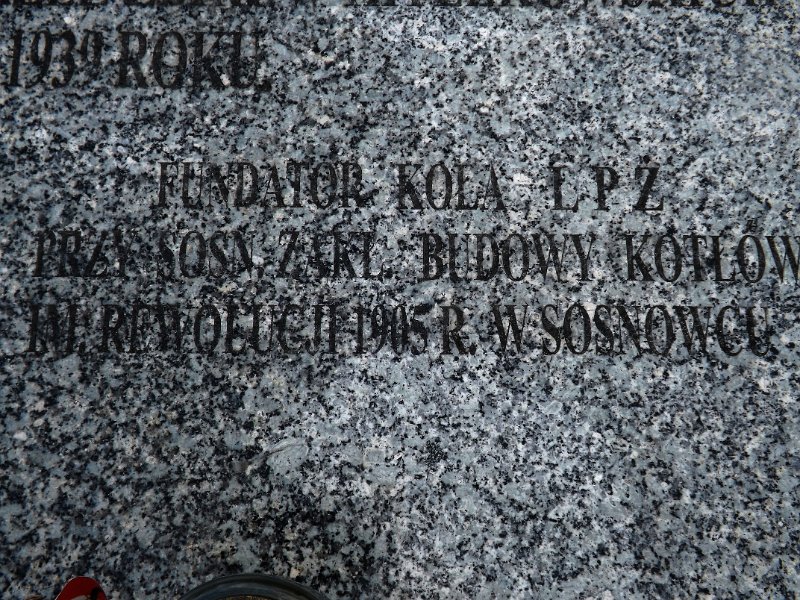 1939 ROKU.
FUNDATOR KOŁA L P Ż
PRZY SOSN. ZAKŁ. BUDOWY KOTŁÓW
IM. REWOLUCJI 1905 R. W SOSNOWCU